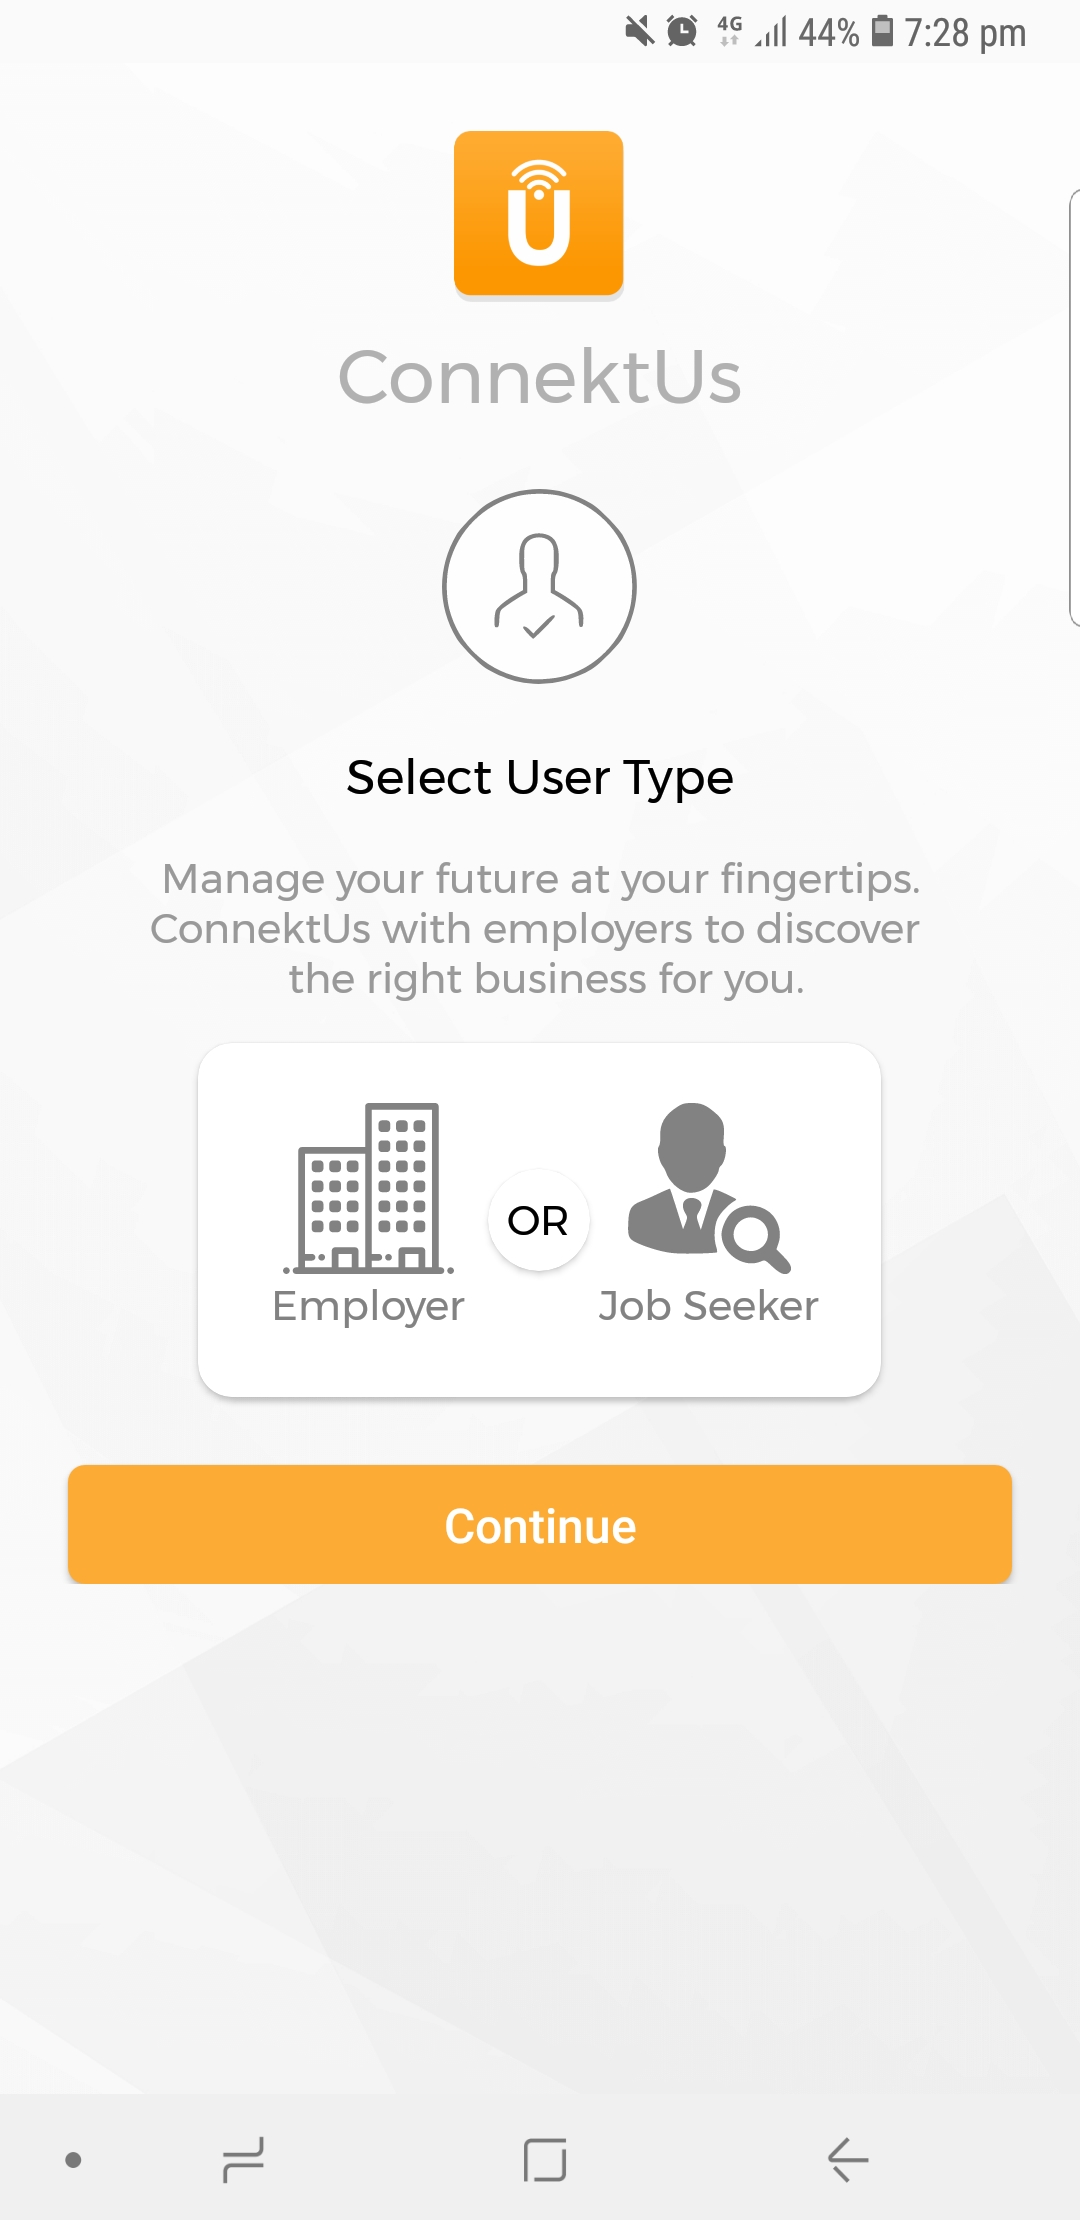 4G 44% 7:28 pm
U
ConnektUs
Select User Type
Manage your future at your fingertips.
ConnektUs with employers to discover
the right business for you.
OR
Employer
Job Seeker
Continue